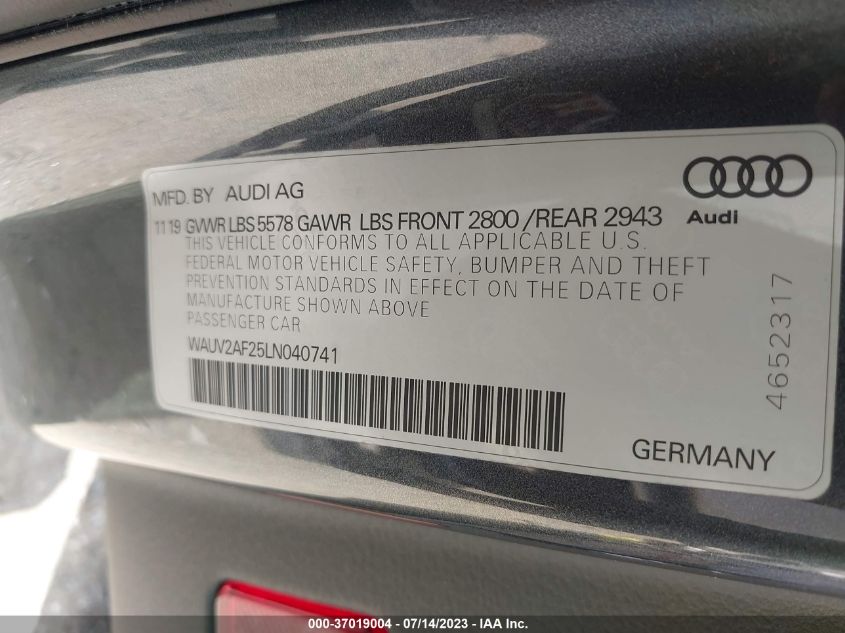 MFD. BY AUDI AG
1119 GVWR LBS 5578 GAWR LBS FRONT 2800 /REAR 2943
Audi
THIS VEHICLE CONFORMS TO ALL APPLICABLE U.S.
FEDERAL MOTOR VEHICLE SAFETY, BUMPER AND THEFT
PREVENTION STANDARDS IN EFFECT ON THE DATE OF
MANUFACTURE SHOWN ABOVE
PASSENGER CAR
WAUV2AF25LN040741
4652317
GERMANY
000-37019004 - 07/14/2023 - IAA Inc.